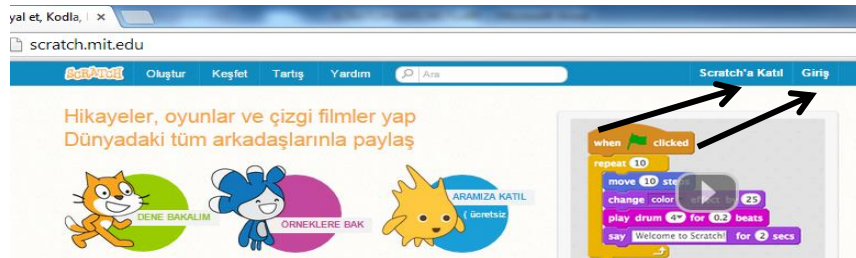 yal et, Kodla,
scratch.mit.edu
SCRATCH Oluştur Keşfet Tartış Yardım Ara Scratch'a Katıl Giriş
Hikayeler, oyunlar ve çizgi filmler yap
Dünyadaki tüm arkadaşlarınla paylaş
DENE BAKALIM
ÖRNEKLERE BAK
ARAMIZA KATIL
( ücretsiz
when clicked
repeat 10
move 10 steps
change color effect by 25
play drum 4 for 0.2 beats
say Welcome to Scratch! for 2 secs